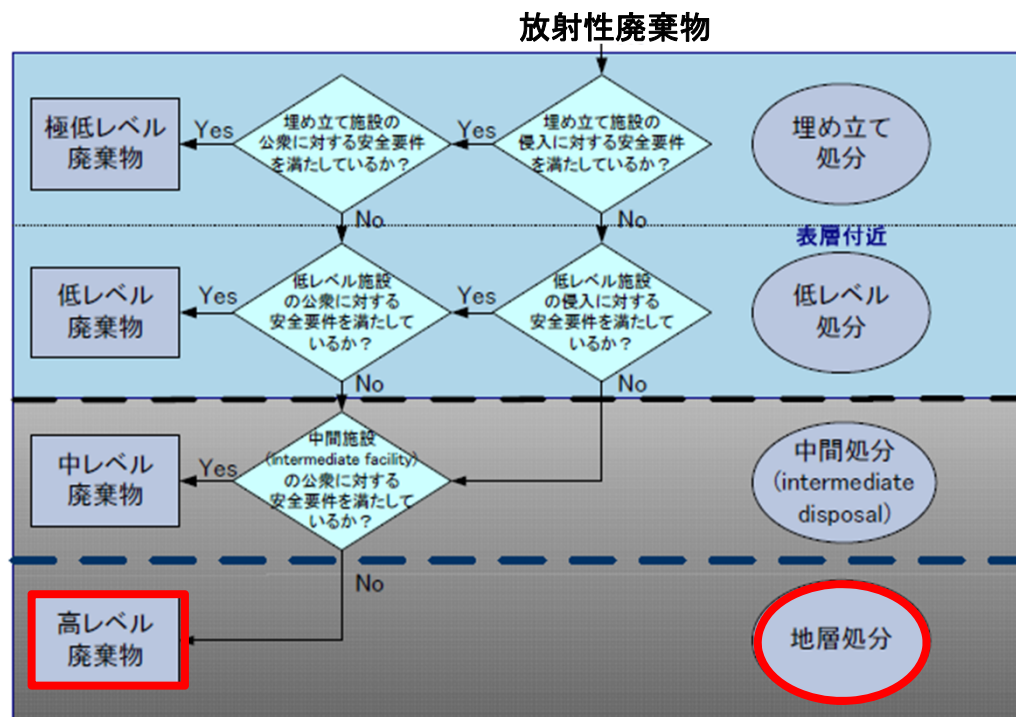 放射性廃棄物
極低レベル
廃棄物
Yes
埋め立て施設の
公衆に対する安全要件
を満たしているか？
Yes
埋め立て施設の
侵入に対する安全要件
を満たしているか？
埋め立て
処分
No
No
表層付近
低レベル
廃棄物
Yes
低レベル施設
の公衆に対する
安全要件を満たして
いるか？
Yes
低レベル施設
の侵入に対する
安全要件を満たして
いるか？
低レベル
処分
No
No
中レベル
廃棄物
Yes
中間施設
(intermediate facility)
の公衆に対する
安全要件を満たして
いるか？
中間処分
(intermediate
disposal)
No
高レベル
廃棄物
地層処分